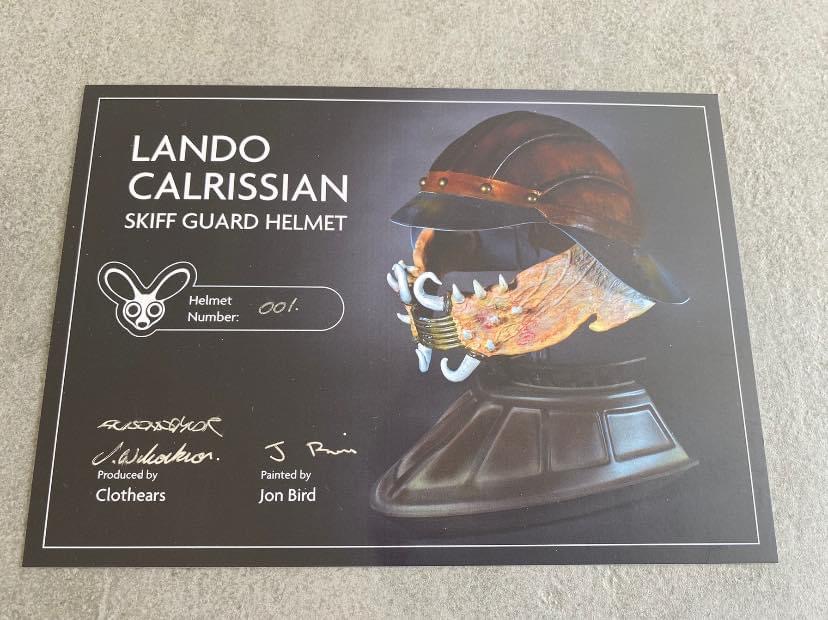 LANDO
CALRISSIAN
SKIFF GUARD HELMET
Helmet
Number: 001.
Produced by
Clothears
J
Painted by
Jon Bird